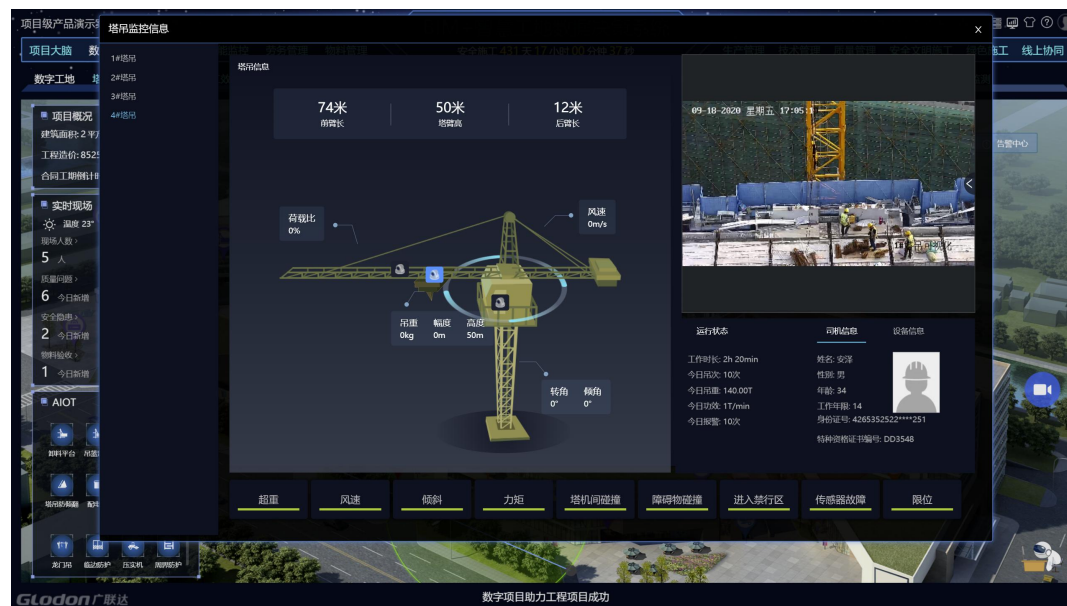 项目级产品演示
塔吊监控信息
X
项目大脑
线上协同
数字工地
1#塔吊
2#塔吊
3#塔吊
4#塔吊
塔吊信息
74米
前臂长
50米
塔臂高
12米
后臂长
09-18-2020 星期五 17:05:
告警中心
项目概况
建筑面积: 2
工程造价: 852
合同工期倒计
实时现场
温度 23°
现场人数
5 人
质量问题
6 今日新增
安全隐患
2 今日新增
物料验收
1 今日新增
荷载比
0%
风速
0m/s
吊重 幅度 高度
0kg 0m 50m
转角 倾角
0° 0°
运行状态
工作时长: 2h 20min
今日吊次: 10次
今日吊重: 140.00T
今日功效: 1T/min
今日报警: 10次
司机信息 设备信息
姓名: 安泽
性别: 男
年龄: 34
工作年限: 14
身份证号: 4265352522****251
特种资格证书编号: DD3548
AIOT
卸料平台
塔吊防倾翻
龙门吊 临边防护 压实机 周界防护
超重 风速 倾斜 力矩 塔机间碰撞 障碍物碰撞 进入禁行区 传感器故障 限位
GLodon广联达
数字项目助力工程项目成功